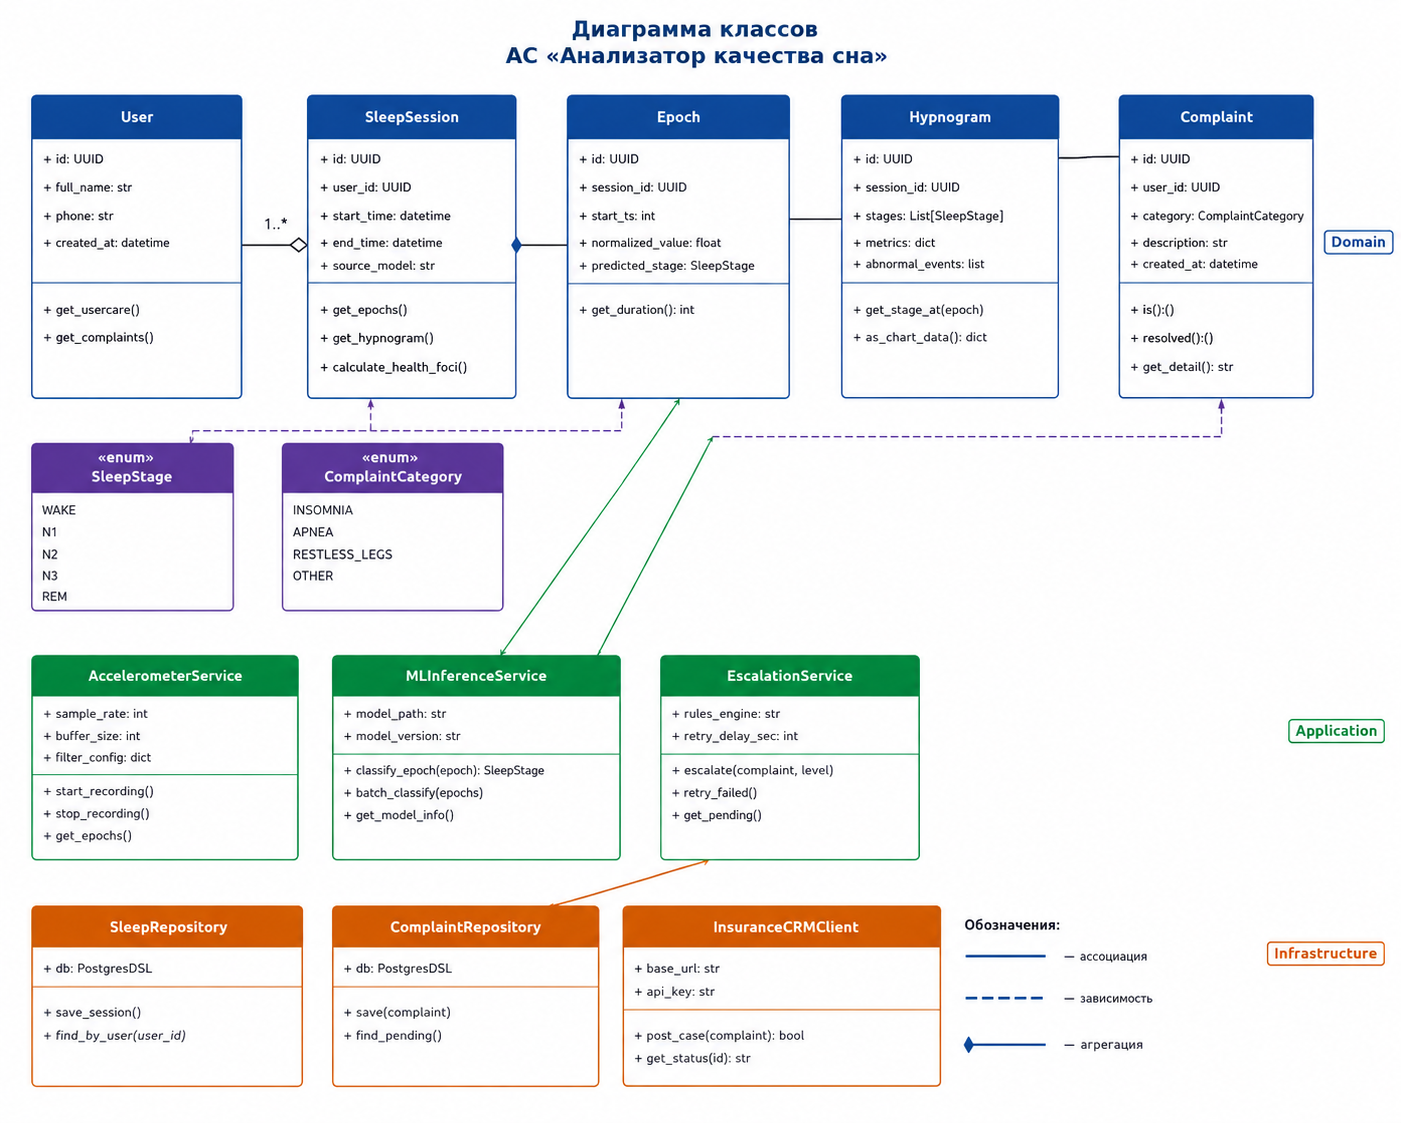 Диаграмма классов
АС «Анализатор качества сна»
User
+ id: UUID
+ full_name: str
+ phone: str
+ created_at: datetime
+ get_usercare()
+ get_complaints()
1..*
SleepSession
+ id: UUID
+ user_id: UUID
+ start_time: datetime
+ end_time: datetime
+ source_model: str
+ get_epochs()
+ get_hypnogram()
+ calculate_health_foci()
Epoch
+ id: UUID
+ session_id: UUID
+ start_ts: int
+ normalized_value: float
+ predicted_stage: SleepStage
+ get_duration(): int
Hypnogram
+ id: UUID
+ session_id: UUID
+ stages: List[SleepStage]
+ metrics: dict
+ abnormal_events: list
+ get_stage_at(epoch)
+ as_chart_data(): dict
Complaint
+ id: UUID
+ user_id: UUID
+ category: ComplaintCategory
+ description: str
+ created_at: datetime
+ is():()
+ resolved():()
+ get_detail(): str
Domain
«enum»
SleepStage
WAKE
N1
N2
N3
REM
«enum»
ComplaintCategory
INSOMNIA
APNEA
RESTLESS_LEGS
OTHER
AccelerometerService
+ sample_rate: int
+ buffer_size: int
+ filter_config: dict
+ start_recording()
+ stop_recording()
+ get_epochs()
MLInferenceService
+ model_path: str
+ model_version: str
+ classify_epoch(epoch): SleepStage
+ batch_classify(epochs)
+ get_model_info()
EscalationService
+ rules_engine: str
+ retry_delay_sec: int
+ escalate(complaint, level)
+ retry_failed()
+ get_pending()
Application
SleepRepository
+ db: PostgresDSL
+ save_session()
+ find_by_user(user_id)
ComplaintRepository
+ db: PostgresDSL
+ save(complaint)
+ find_pending()
InsuranceCRMClient
+ base_url: str
+ api_key: str
+ post_case(complaint): bool
+ get_status(id): str
Обозначения:
— ассоциация
— зависимость
— агрегация
Infrastructure